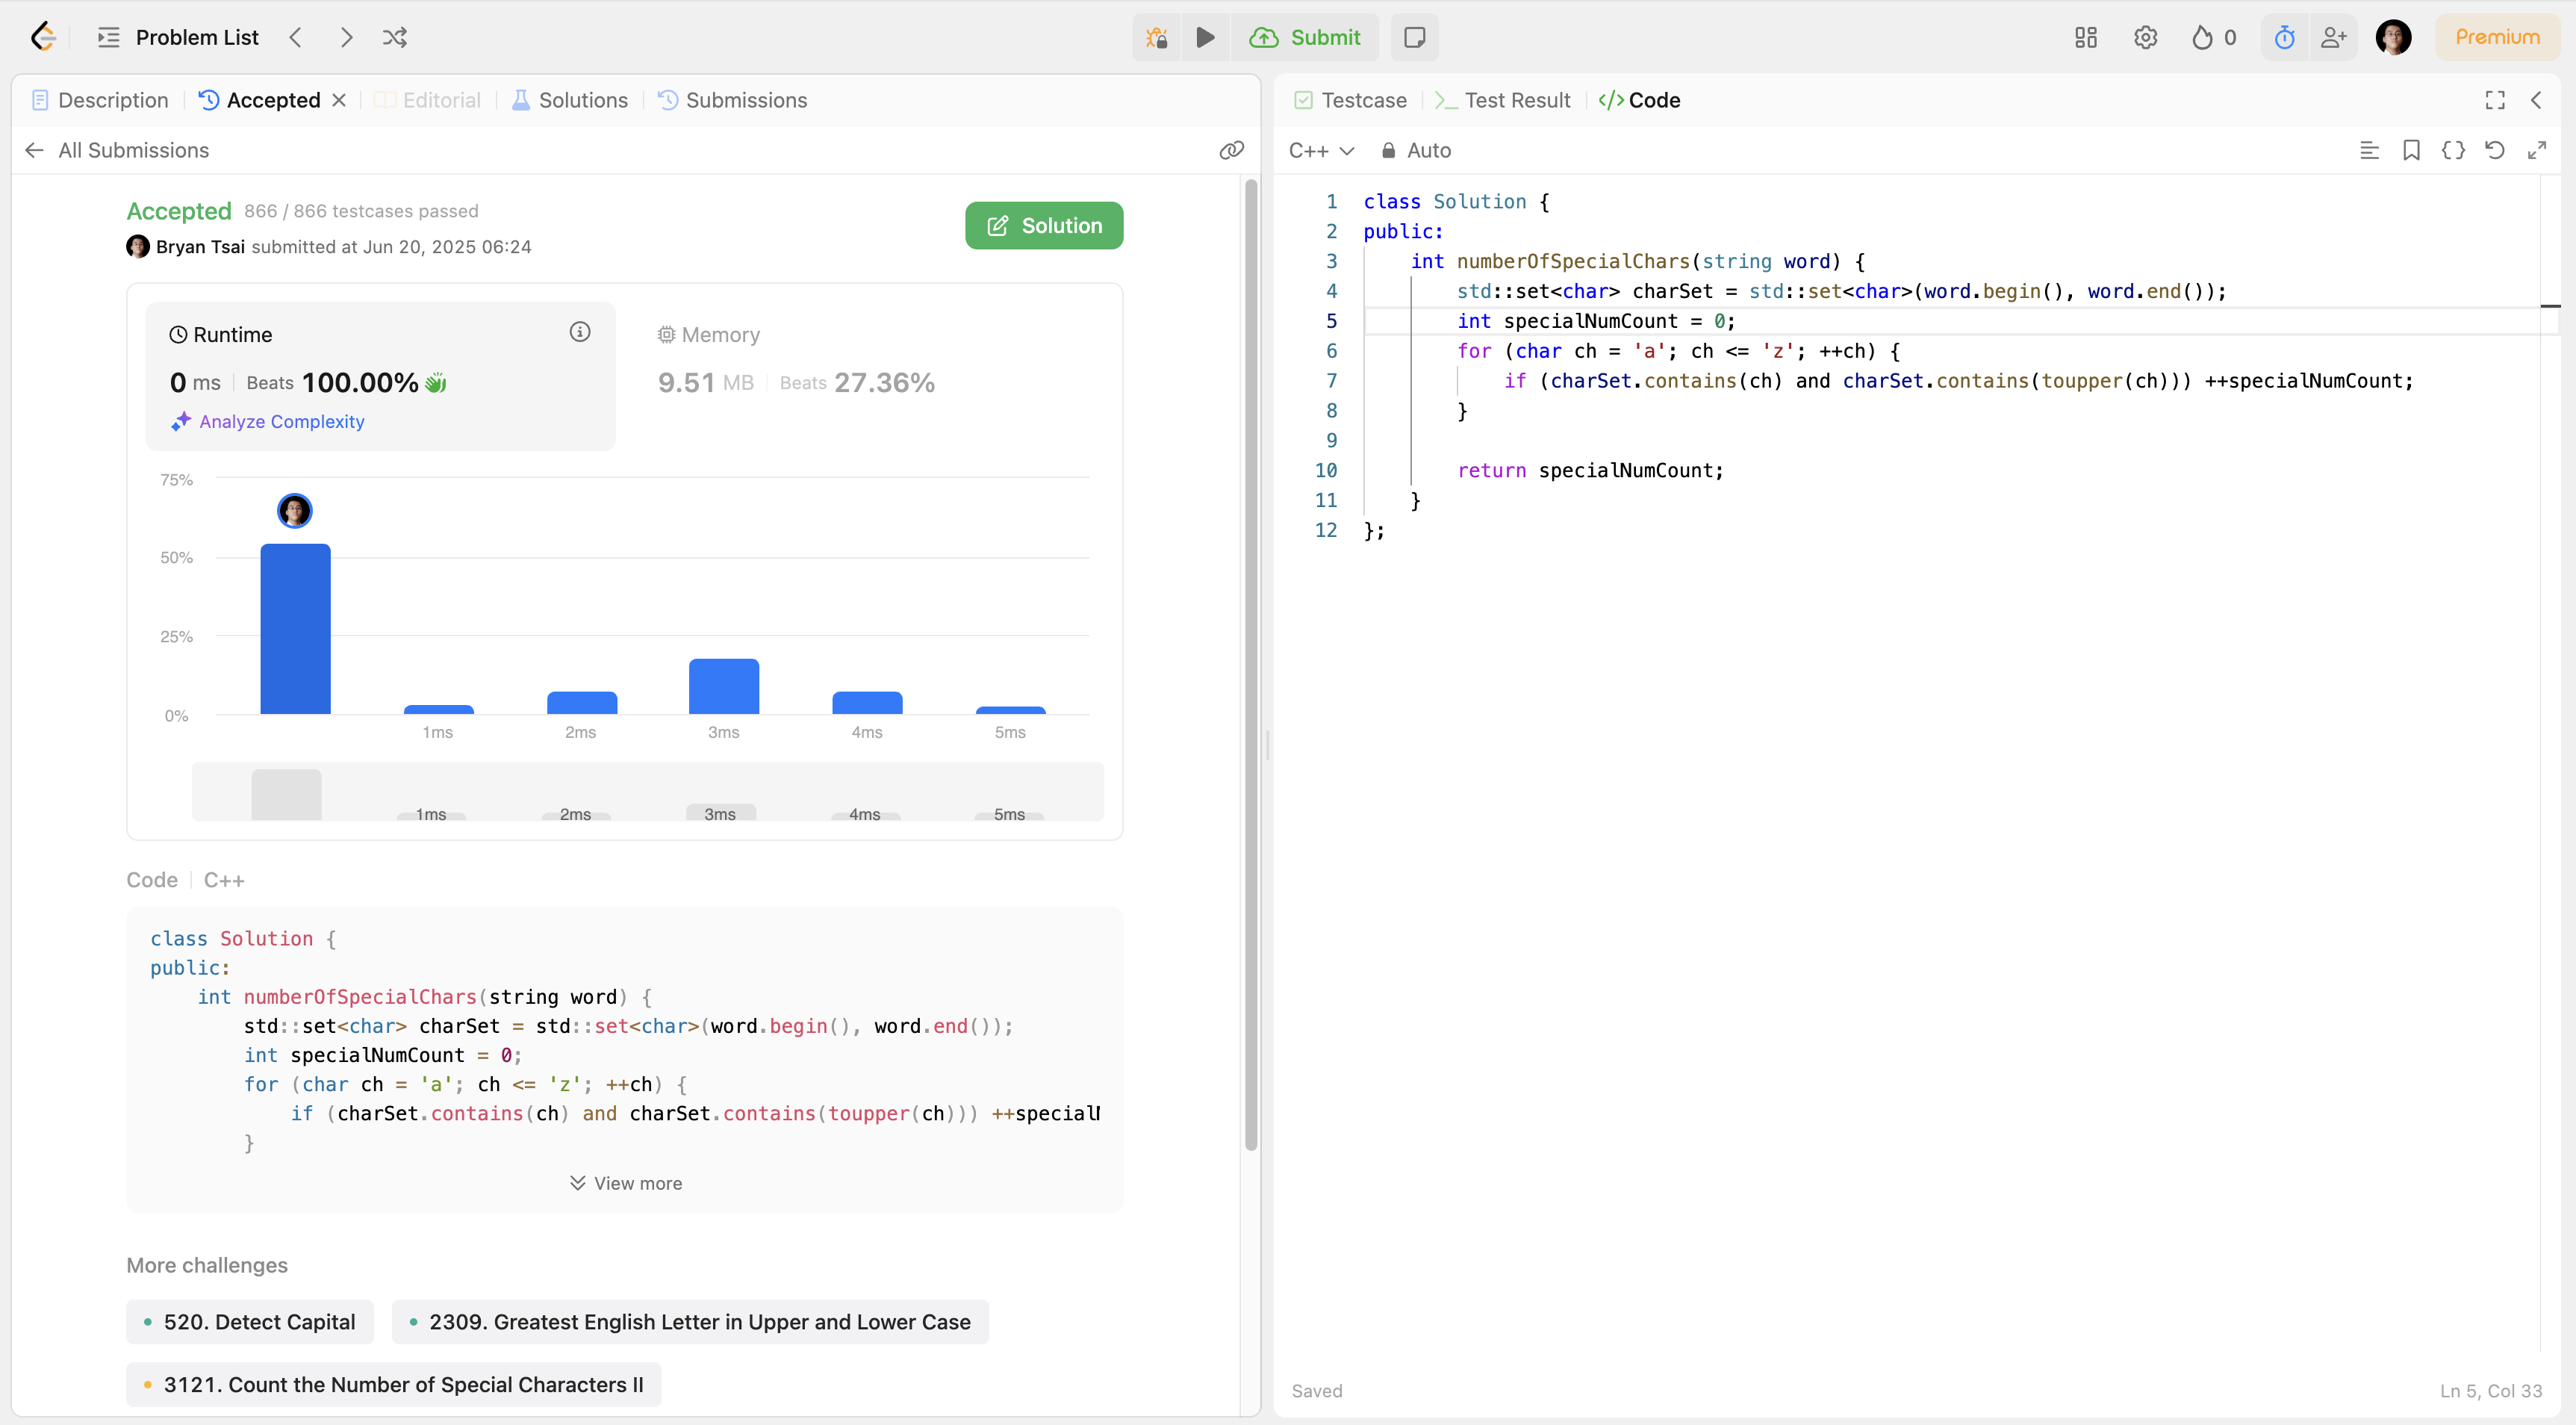 Problem List
Submit
0
Premium
Description
Accepted
Editorial
Solutions
Submissions
All Submissions
Accepted 866 / 866 testcases passed
Bryan Tsai submitted at Jun 20, 2025 06:24
Solution
Runtime
0 ms Beats 100.00%
Analyze Complexity
Memory
9.51 MB Beats 27.36%
75%
50%
25%
0%
1ms 2ms 3ms 4ms 5ms
1ms 2ms 3ms 4ms 5ms
Code C++
class Solution {
public:
    int numberOfSpecialChars(string word) {
        std::set<char> charSet = std::set<char>(word.begin(), word.end());
        int specialNumCount = 0;
        for (char ch = 'a'; ch <= 'z'; ++ch) {
            if (charSet.contains(ch) and charSet.contains(toupper(ch))) ++special
        }
View more
More challenges
520. Detect Capital
2309. Greatest English Letter in Upper and Lower Case
3121. Count the Number of Special Characters II
Testcase
Test Result
</> Code
C++ Auto
1 class Solution {
2 public:
3     int numberOfSpecialChars(string word) {
4         std::set<char> charSet = std::set<char>(word.begin(), word.end());
5         int specialNumCount = 0;
6         for (char ch = 'a'; ch <= 'z'; ++ch) {
7             if (charSet.contains(ch) and charSet.contains(toupper(ch))) ++specialNumCount;
8         }
9
10         return specialNumCount;
11     }
12 };
Saved
Ln 5, Col 33